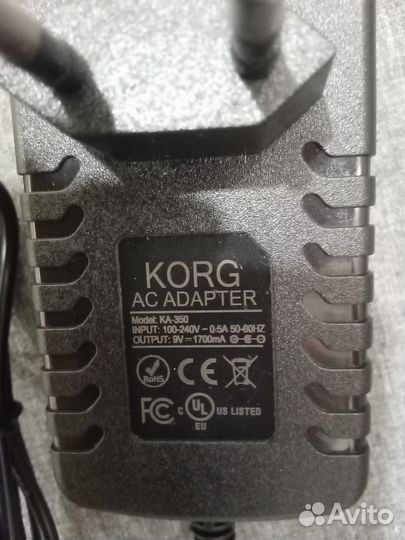 KORG
AC ADAPTER
Model: KA-350
INPUT: 100-240V ~ 0.5A 50-60HZ
OUTPUT: 9V ⎓ 1700mA
RoHS CE
FC C UL US LISTED
EU
Avito